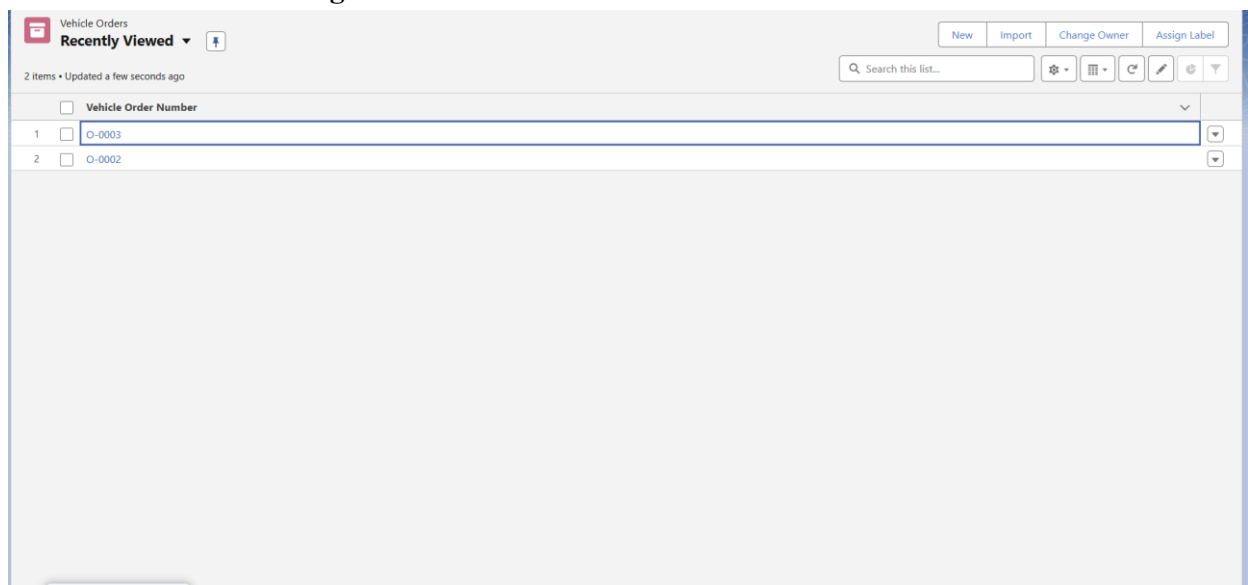 Vehicle Orders
Recently Viewed
New Import Change Owner Assign Label
2 items • Updated a few seconds ago
Search this list...
Vehicle Order Number
1 O-0003
2 O-0002